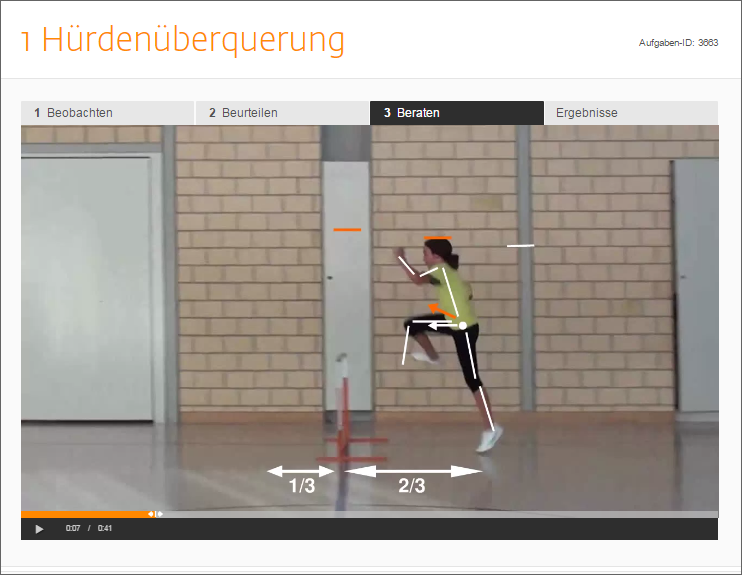 1 Hürdenüberquerung
Aufgaben-ID: 3663
1 Beobachten
2 Beurteilen
3 Beraten
Ergebnisse
1/3
2/3
0:07 / 0:41